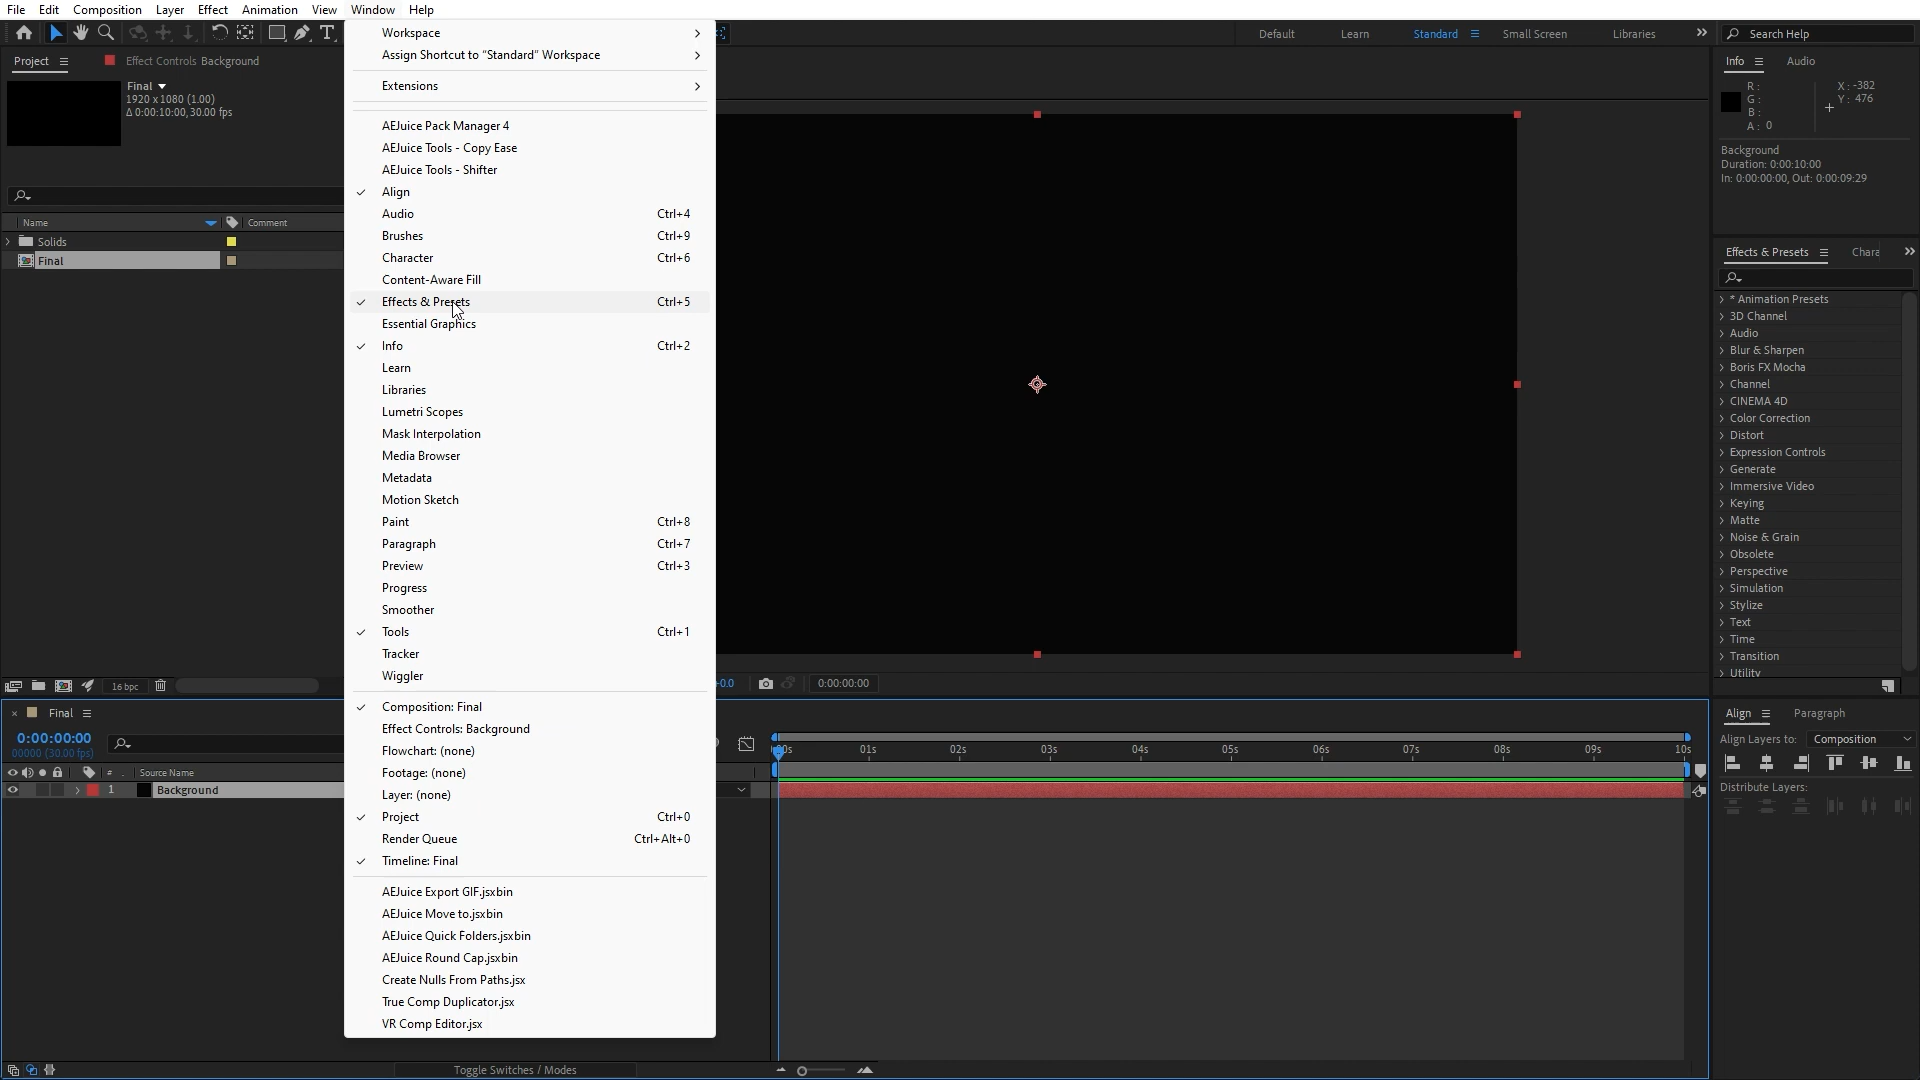 File Edit Composition Layer Effect Animation View Window Help
Default Learn Standard Small Screen Libraries Search Help
Project Effect Controls Background
Final
1920 x 1080 (1.00)
Δ 0:00:10:00, 30.00 fps
Name Comment
Solids
Final
16 bpc
Workspace
Assign Shortcut to "Standard" Workspace
Extensions
AEJuice Pack Manager 4
AEJuice Tools - Copy Ease
AEJuice Tools - Shifter
Align
Audio Ctrl+4
Brushes Ctrl+9
Character Ctrl+6
Content-Aware Fill
Effects & Presets Ctrl+5
Essential Graphics
Info Ctrl+2
Learn
Libraries
Lumetri Scopes
Mask Interpolation
Media Browser
Metadata
Motion Sketch
Paint Ctrl+8
Paragraph Ctrl+7
Preview Ctrl+3
Progress
Smoother
Tools Ctrl+1
Tracker
Wiggler
Composition: Final
Effect Controls: Background
Flowchart: (none)
Footage: (none)
Layer: (none)
Project Ctrl+0
Render Queue Ctrl+Alt+0
Timeline: Final
AEJuice Export GIF.jsxbin
AEJuice Move to.jsxbin
AEJuice Quick Folders.jsxbin
AEJuice Round Cap.jsxbin
Create Nulls From Paths.jsx
True Comp Duplicator.jsx
VR Comp Editor.jsx
+0.0 0:00:00:00
Info Audio
R: X: -382
G: Y: 476
B:
A: 0
Background
Duration: 0:00:10:00
In: 0:00:00:00, Out: 0:00:09:29
Effects & Presets Chara
* Animation Presets
3D Channel
Audio
Blur & Sharpen
Boris FX Mocha
Channel
CINEMA 4D
Color Correction
Distort
Expression Controls
Generate
Immersive Video
Keying
Matte
Noise & Grain
Obsolete
Perspective
Simulation
Stylize
Text
Time
Transition
Utility
Final
0:00:00:00
00000 (30.00 fps)
# . Source Name
1 Background
:00s 01s 02s 03s 04s 05s 06s 07s 08s 09s 10s
Toggle Switches / Modes
Align Paragraph
Align Layers to: Composition
Distribute Layers: